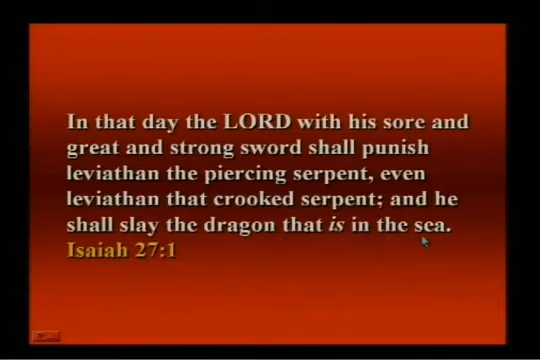 In that day the LORD with his sore and
great and strong sword shall punish
leviathan the piercing serpent, even
leviathan that crooked serpent; and he
shall slay the dragon that is in the sea.
Isaiah 27:1